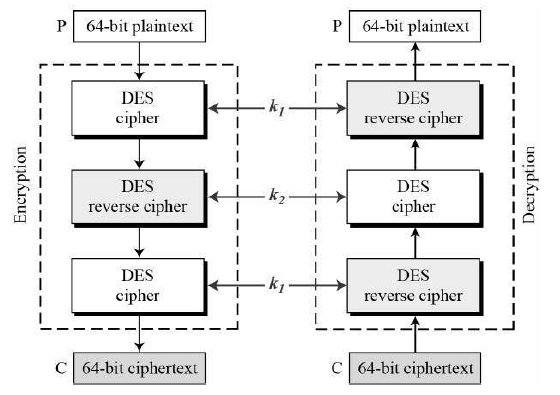 P 64-bit plaintext
P 64-bit plaintext
Encryption
DES
cipher
k1
DES
reverse cipher
DES
reverse cipher
k2
DES
cipher
DES
cipher
k1
DES
reverse cipher
Decryption
C 64-bit ciphertext
C 64-bit ciphertext